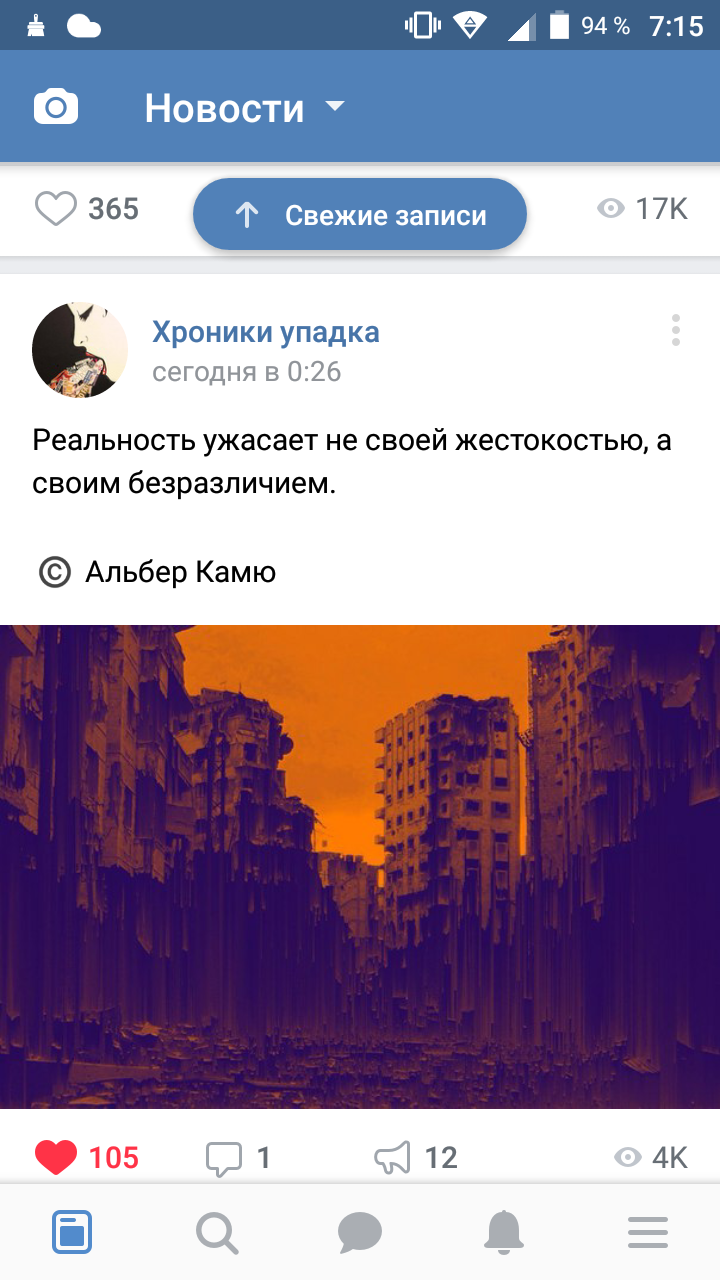 94 % 7:15
Новости
365 Свежие записи 17K
Хроники упадка
сегодня в 0:26
Реальность ужасает не своей жестокостью, а
своим безразличием.
© Альбер Камю
105 1 12 4K